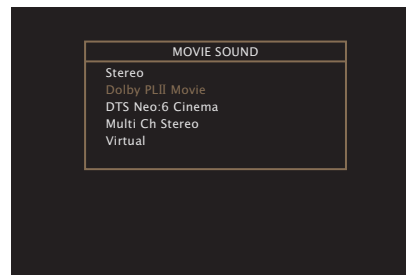 MOVIE SOUND
Stereo
Dolby PLII Movie
DTS Neo:6 Cinema
Multi Ch Stereo
Virtual